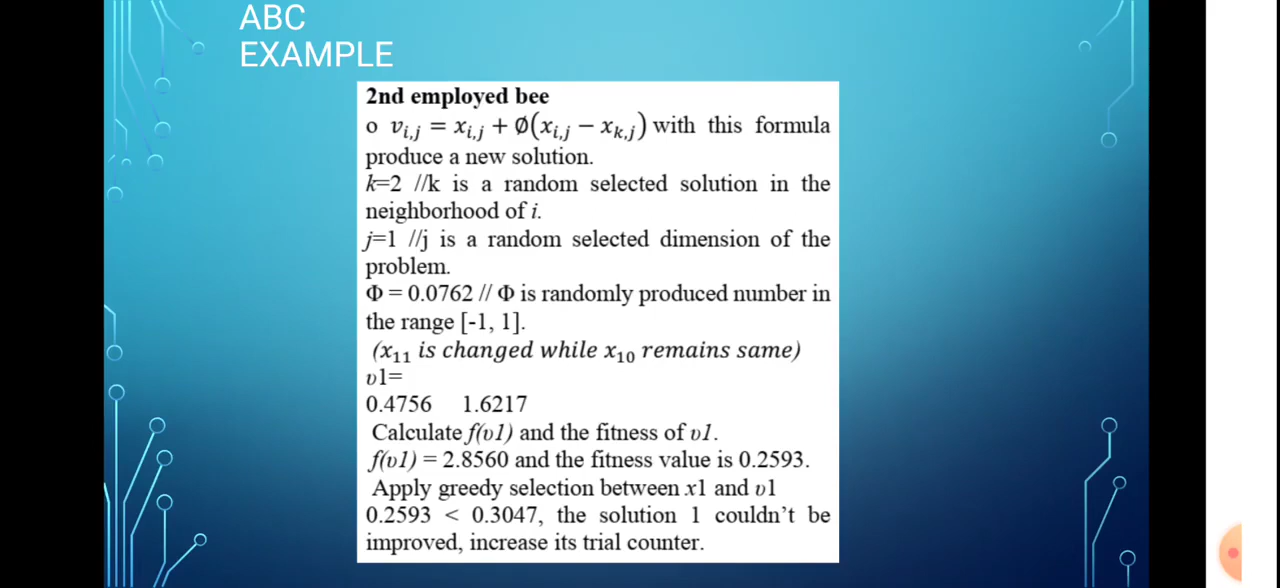 ABC
EXAMPLE
2nd employed bee
o v_{i,j} = x_{i,j} + Ø(x_{i,j} − x_{k,j}) with this formula
produce a new solution.
k=2 //k is a random selected solution in the
neighborhood of i.
j=1 //j is a random selected dimension of the
problem.
Φ = 0.0762 // Φ is randomly produced number in
the range [-1, 1].
(x₁₁ is changed while x₁₀ remains same)
υ1=
0.4756 1.6217
Calculate f(υ1) and the fitness of υ1.
f(υ1) = 2.8560 and the fitness value is 0.2593.
Apply greedy selection between x1 and υ1
0.2593 < 0.3047, the solution 1 couldn’t be
improved, increase its trial counter.